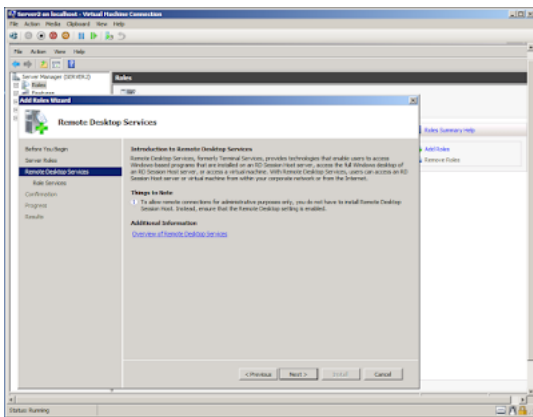 Server2 on localhost - Virtual Machine Connection
File Action Media Clipboard View Help
File Action View Help
Server Manager (SERVER2)
Roles
Roles
Features
Add Roles Wizard
Remote Desktop Services
Before You Begin
Server Roles
Remote Desktop Services
Role Services
Confirmation
Progress
Results
Introduction to Remote Desktop Services
Remote Desktop Services, formerly Terminal Services, provides technologies that enable users to access
Windows-based programs that are installed on an RD Session Host server, access the full Windows desktop of
an RD Session Host server, or access a virtual machine. With Remote Desktop Services, users can access an RD
Session Host server or virtual machine from within your corporate network or from the Internet.
Things to Note
To allow remote connections for administrative purposes only, you do not have to install Remote Desktop
Session Host. Instead, ensure that the Remote Desktop setting is enabled.
Additional Information:
Overview of Remote Desktop Services
Roles Summary Help
Add Roles
Remove Roles
< Previous
Next >
Install
Cancel
Status: Running